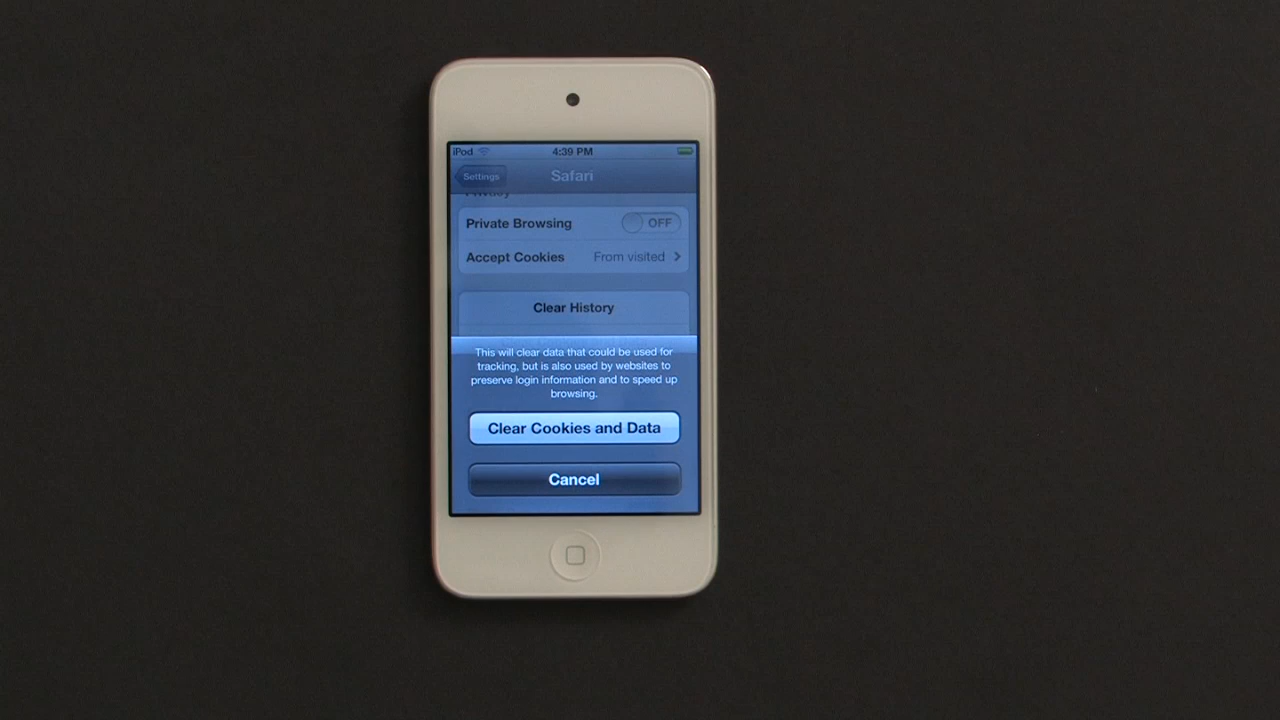 iPod 4:39 PM
Settings Safari
Privacy
Private Browsing OFF
Accept Cookies From visited
Clear History
This will clear data that could be used for
tracking, but is also used by websites to
preserve login information and to speed up
browsing.
Clear Cookies and Data
Cancel